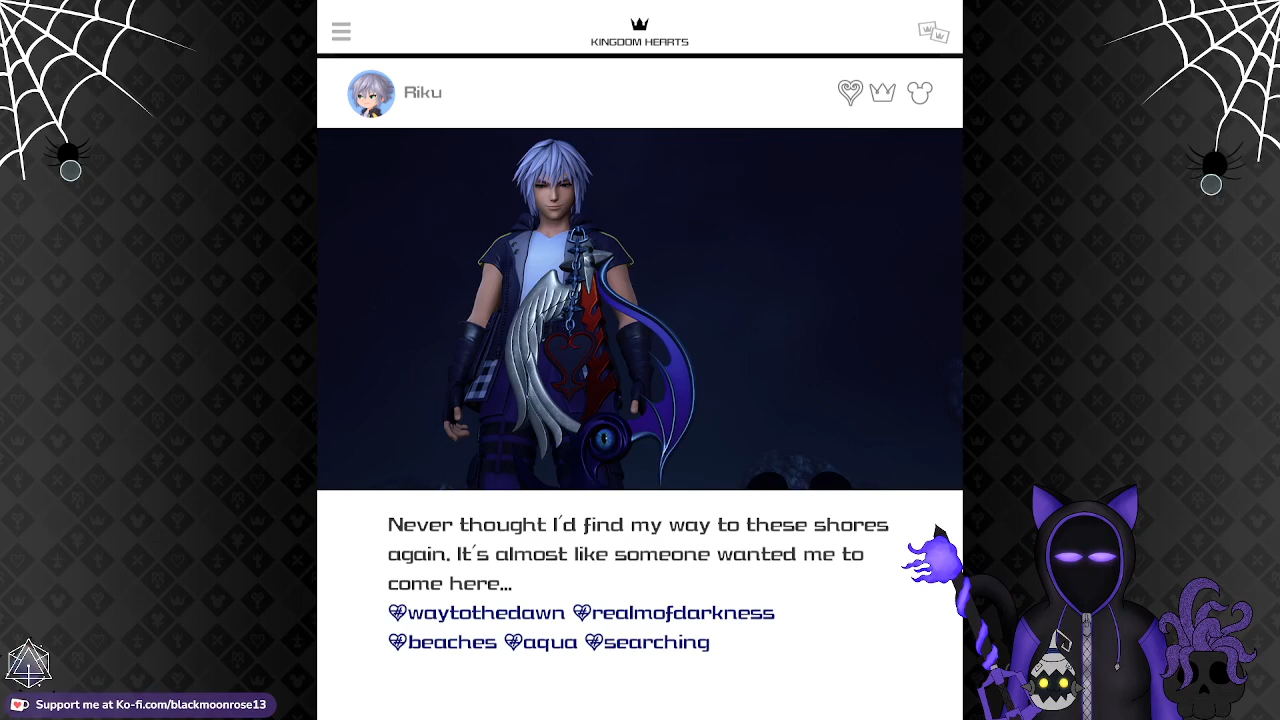 KINGDOM HEARTS
Riku
Never thought I'd find my way to these shores
again. It's almost like someone wanted me to
come here...
#waytothedawn #realmofdarkness
#beaches #aqua #searching
Support me at Ko-fi.com/blackmoonrose13